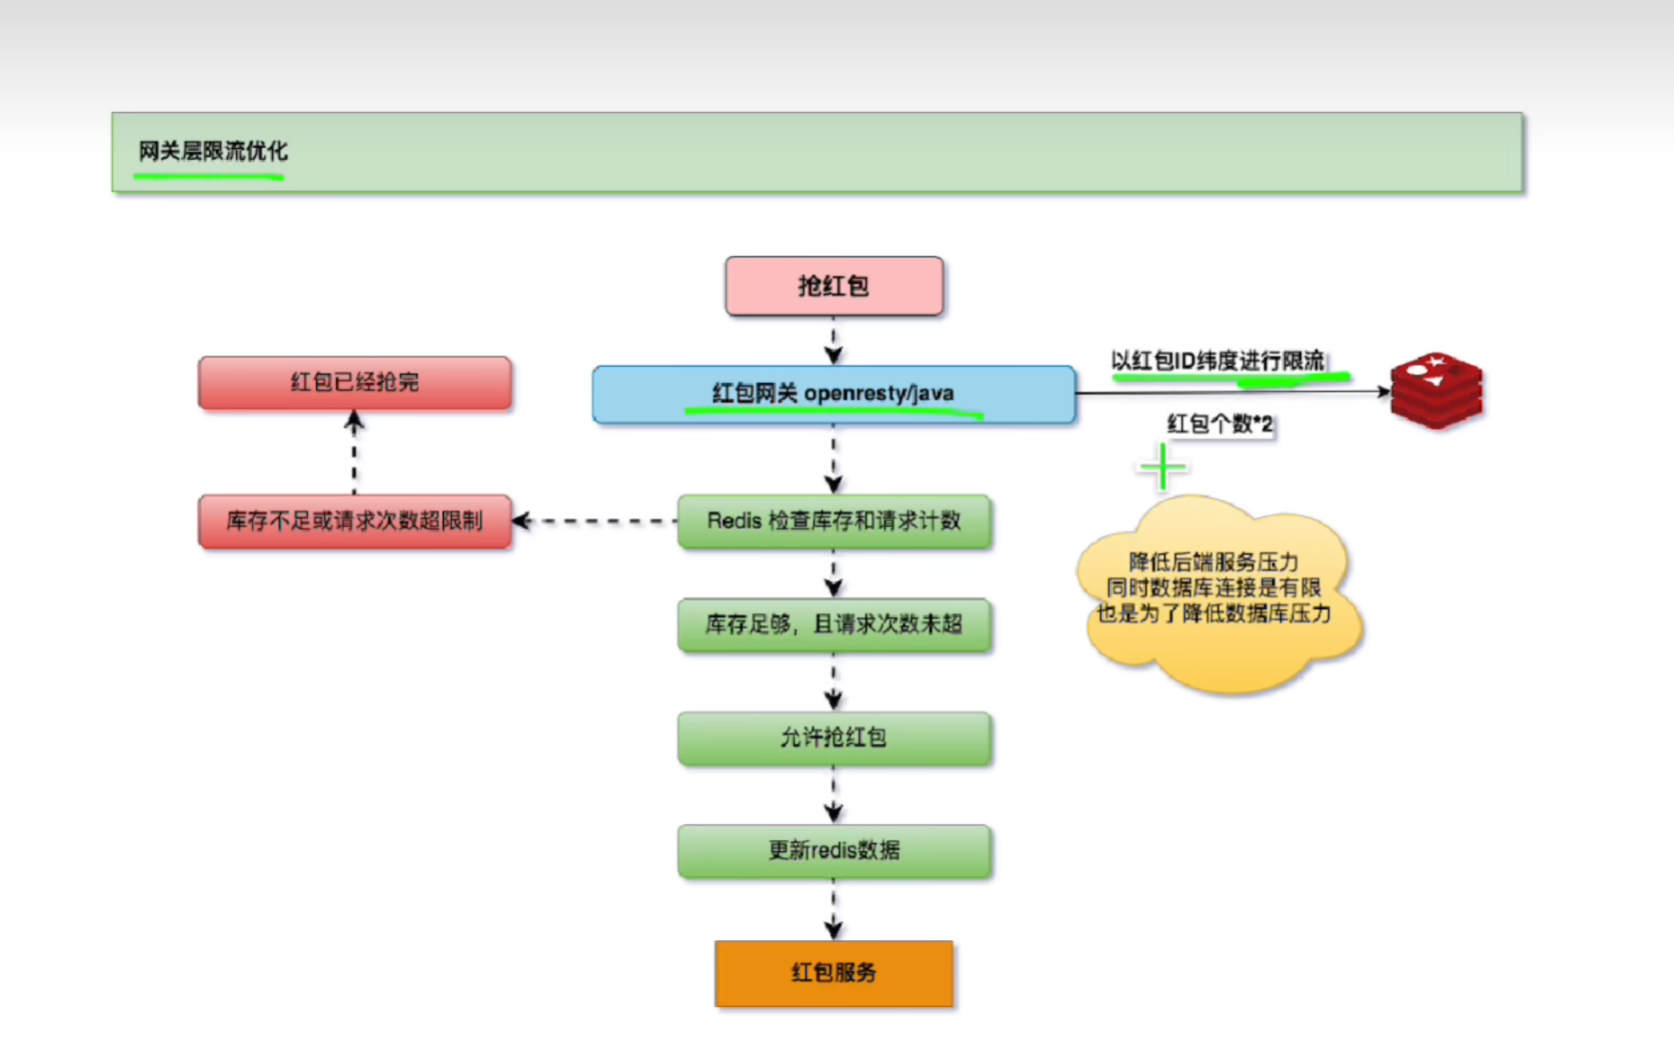 网关层限流优化
抢红包
红包网关 openresty/java
以红包ID纬度进行限流
红包个数*2
红包已经抢完
库存不足或请求次数超限制
Redis 检查库存和请求计数
降低后端服务压力
同时数据库连接是有限
也是为了降低数据库压力
库存足够，且请求次数未超
允许抢红包
更新redis数据
红包服务